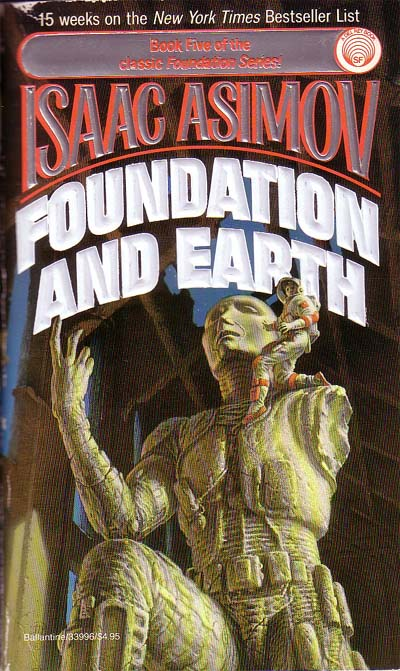 15 weeks on the New York Times Bestseller List
Book Five of the
classic Foundation Series!
A DEL REY BOOK
SF
ISAAC ASIMOV
FOUNDATION
AND EARTH
Ballantine/33996/$4.95